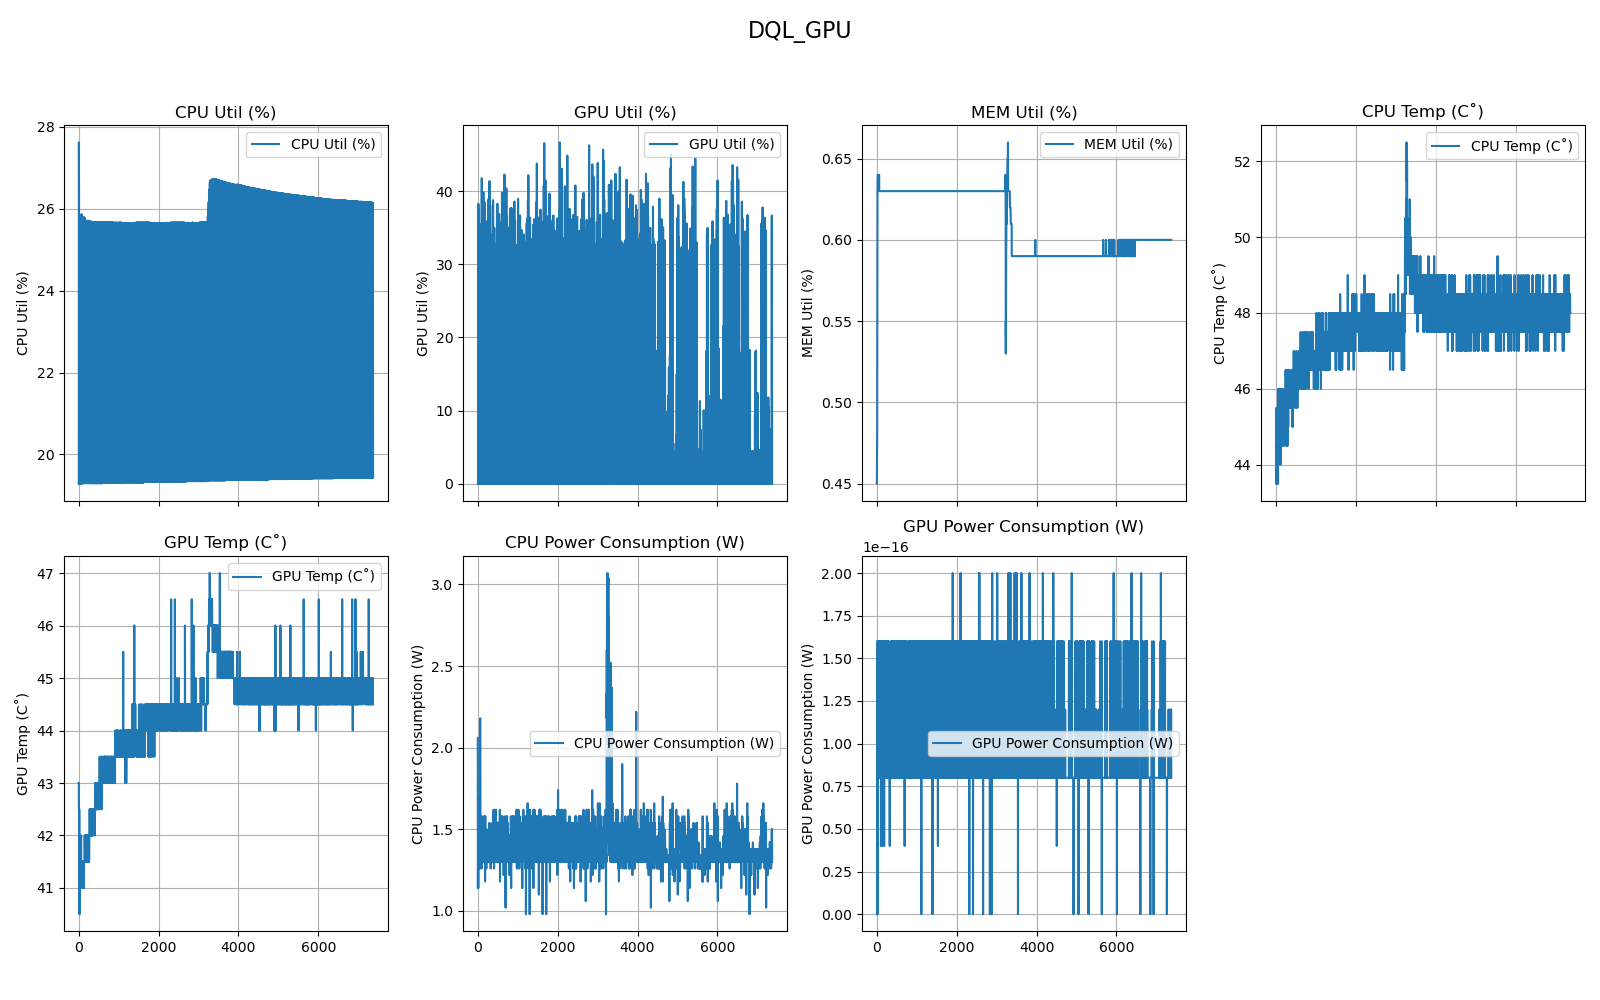 DQL_GPU
CPU Util (%)
CPU Util (%)
CPU Util (%)
28
26
24
22
20
GPU Util (%)
GPU Util (%)
GPU Util (%)
40
30
20
10
0
MEM Util (%)
MEM Util (%)
MEM Util (%)
0.65
0.60
0.55
0.50
0.45
CPU Temp (C˚)
CPU Temp (C˚)
CPU Temp (C˚)
52
50
48
46
44
GPU Temp (C˚)
GPU Temp (C˚)
GPU Temp (C˚)
47
46
45
44
43
42
41
0 2000 4000 6000
CPU Power Consumption (W)
CPU Power Consumption (W)
CPU Power Consumption (W)
3.0
2.5
2.0
1.5
1.0
0 2000 4000 6000
GPU Power Consumption (W)
1e−16
GPU Power Consumption (W)
GPU Power Consumption (W)
2.00
1.75
1.50
1.25
1.00
0.75
0.50
0.25
0.00
0 2000 4000 6000